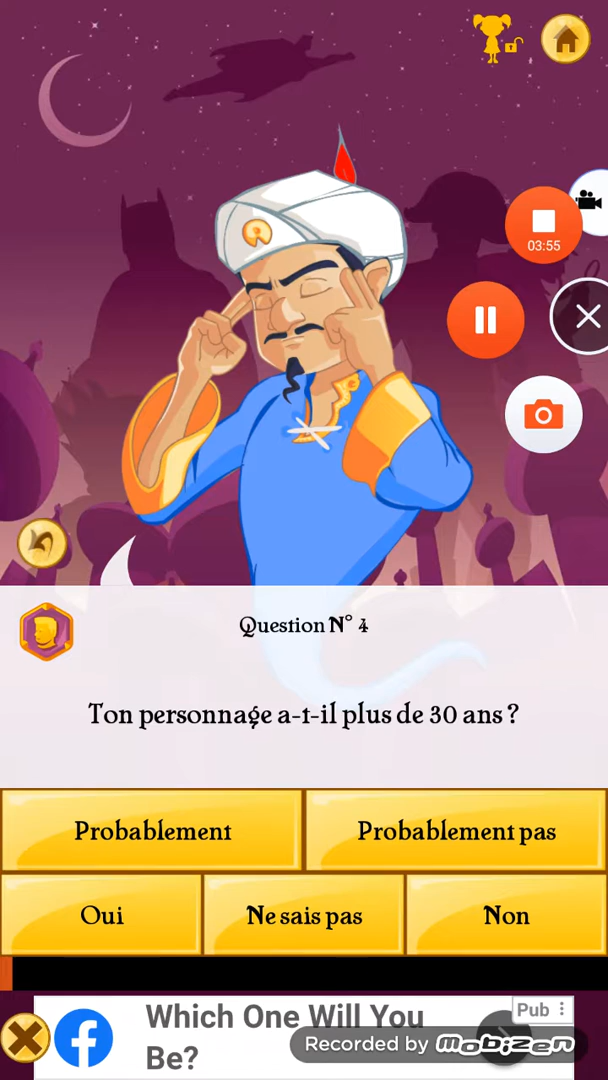 03:55
Question N° 4
Ton personnage a-t-il plus de 30 ans ?
Probablement
Probablement pas
Oui
Ne sais pas
Non
Which One Will You
Be?
Pub
Recorded by mobizen